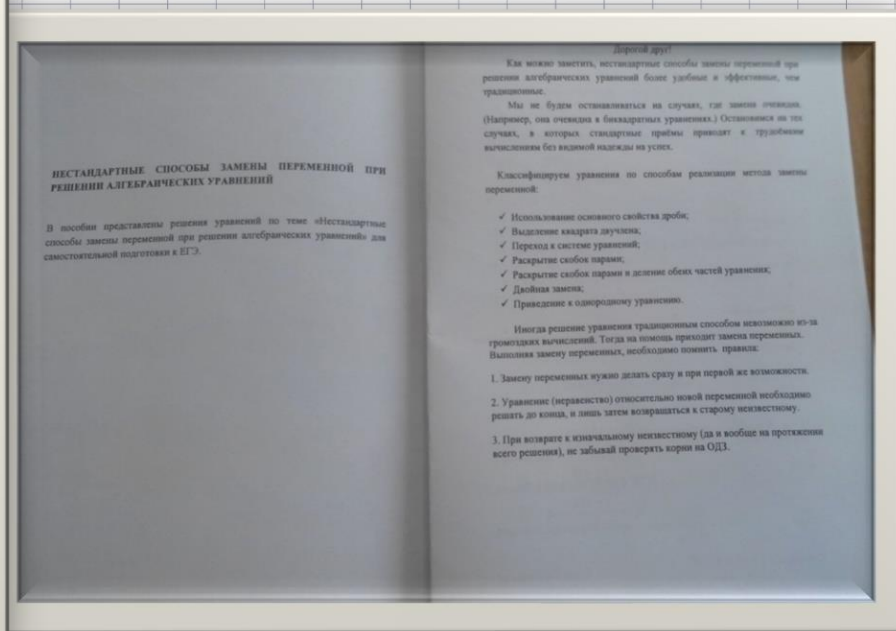 НЕСТАНДАРТНЫЕ СПОСОБЫ ЗАМЕНЫ ПЕРЕМЕННОЙ ПРИ
РЕШЕНИИ АЛГЕБРАИЧЕСКИХ УРАВНЕНИЙ
В пособии представлены решения уравнений по теме «Нестандартные
способы замены переменной при решении алгебраических уравнений» для
самостоятельной подготовки к ЕГЭ.
Дорогой друг!
Как можно заметить, нестандартные способы замены переменной при
решении алгебраических уравнений более удобные и эффективные, чем
традиционные.
Мы не будем останавливаться на случаях, где замена очевидна.
(Например, она очевидна в биквадратных уравнениях.) Остановимся на тех
случаях, в которых стандартные приёмы приводят к трудоёмким
вычислениям без видимой надежды на успех.
Классифицируем уравнения по способам реализации метода замены
переменной:
✓ Использование основного свойства дроби;
✓ Выделение квадрата двучлена;
✓ Переход к системе уравнений;
✓ Раскрытие скобок парами;
✓ Раскрытие скобок парами и деление обеих частей уравнения;
✓ Двойная замена;
✓ Приведение к однородному уравнению.
Иногда решение уравнения традиционным способом невозможно из-за
громоздких вычислений. Тогда на помощь приходит замена переменных.
Выполняя замену переменных, необходимо помнить правила:
1. Замену переменных нужно делать сразу и при первой же возможности.
2. Уравнение (неравенство) относительно новой переменной необходимо
решать до конца, и лишь затем возвращаться к старому неизвестному.
3. При возврате к изначальному неизвестному (да и вообще на протяжении
всего решения), не забывай проверять корни на ОДЗ.